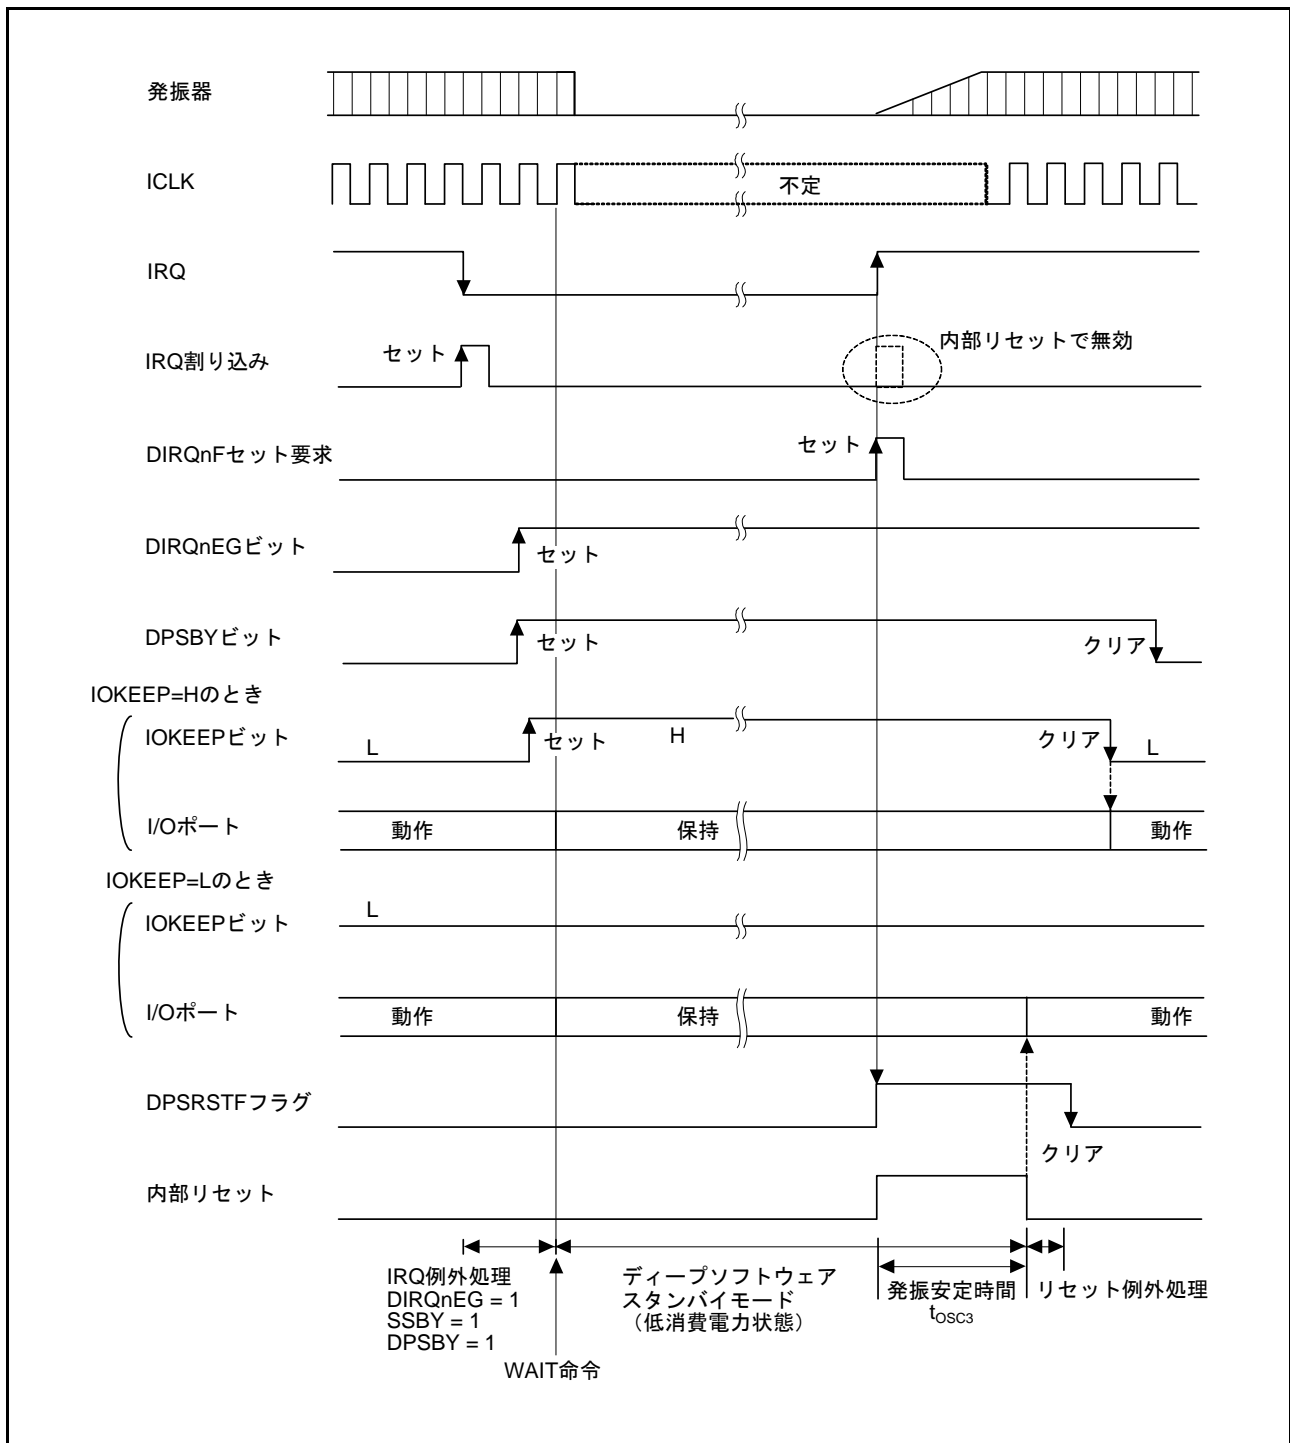 発振器
ICLK
不定
IRQ
IRQ割り込み
セット
内部リセットで無効
DIRQnFセット要求
セット
DIRQnEGビット
セット
DPSBYビット
セット
クリア
IOKEEP=Hのとき
IOKEEPビット
L
セット
H
クリア
L
I/Oポート
動作
保持
動作
IOKEEP=Lのとき
IOKEEPビット
L
I/Oポート
動作
保持
動作
DPSRSTFフラグ
クリア
内部リセット
IRQ例外処理
DIRQnEG = 1
SSBY = 1
DPSBY = 1
WAIT命令
ディープソフトウェア
スタンバイモード
（低消費電力状態）
発振安定時間
tOSC3
リセット例外処理